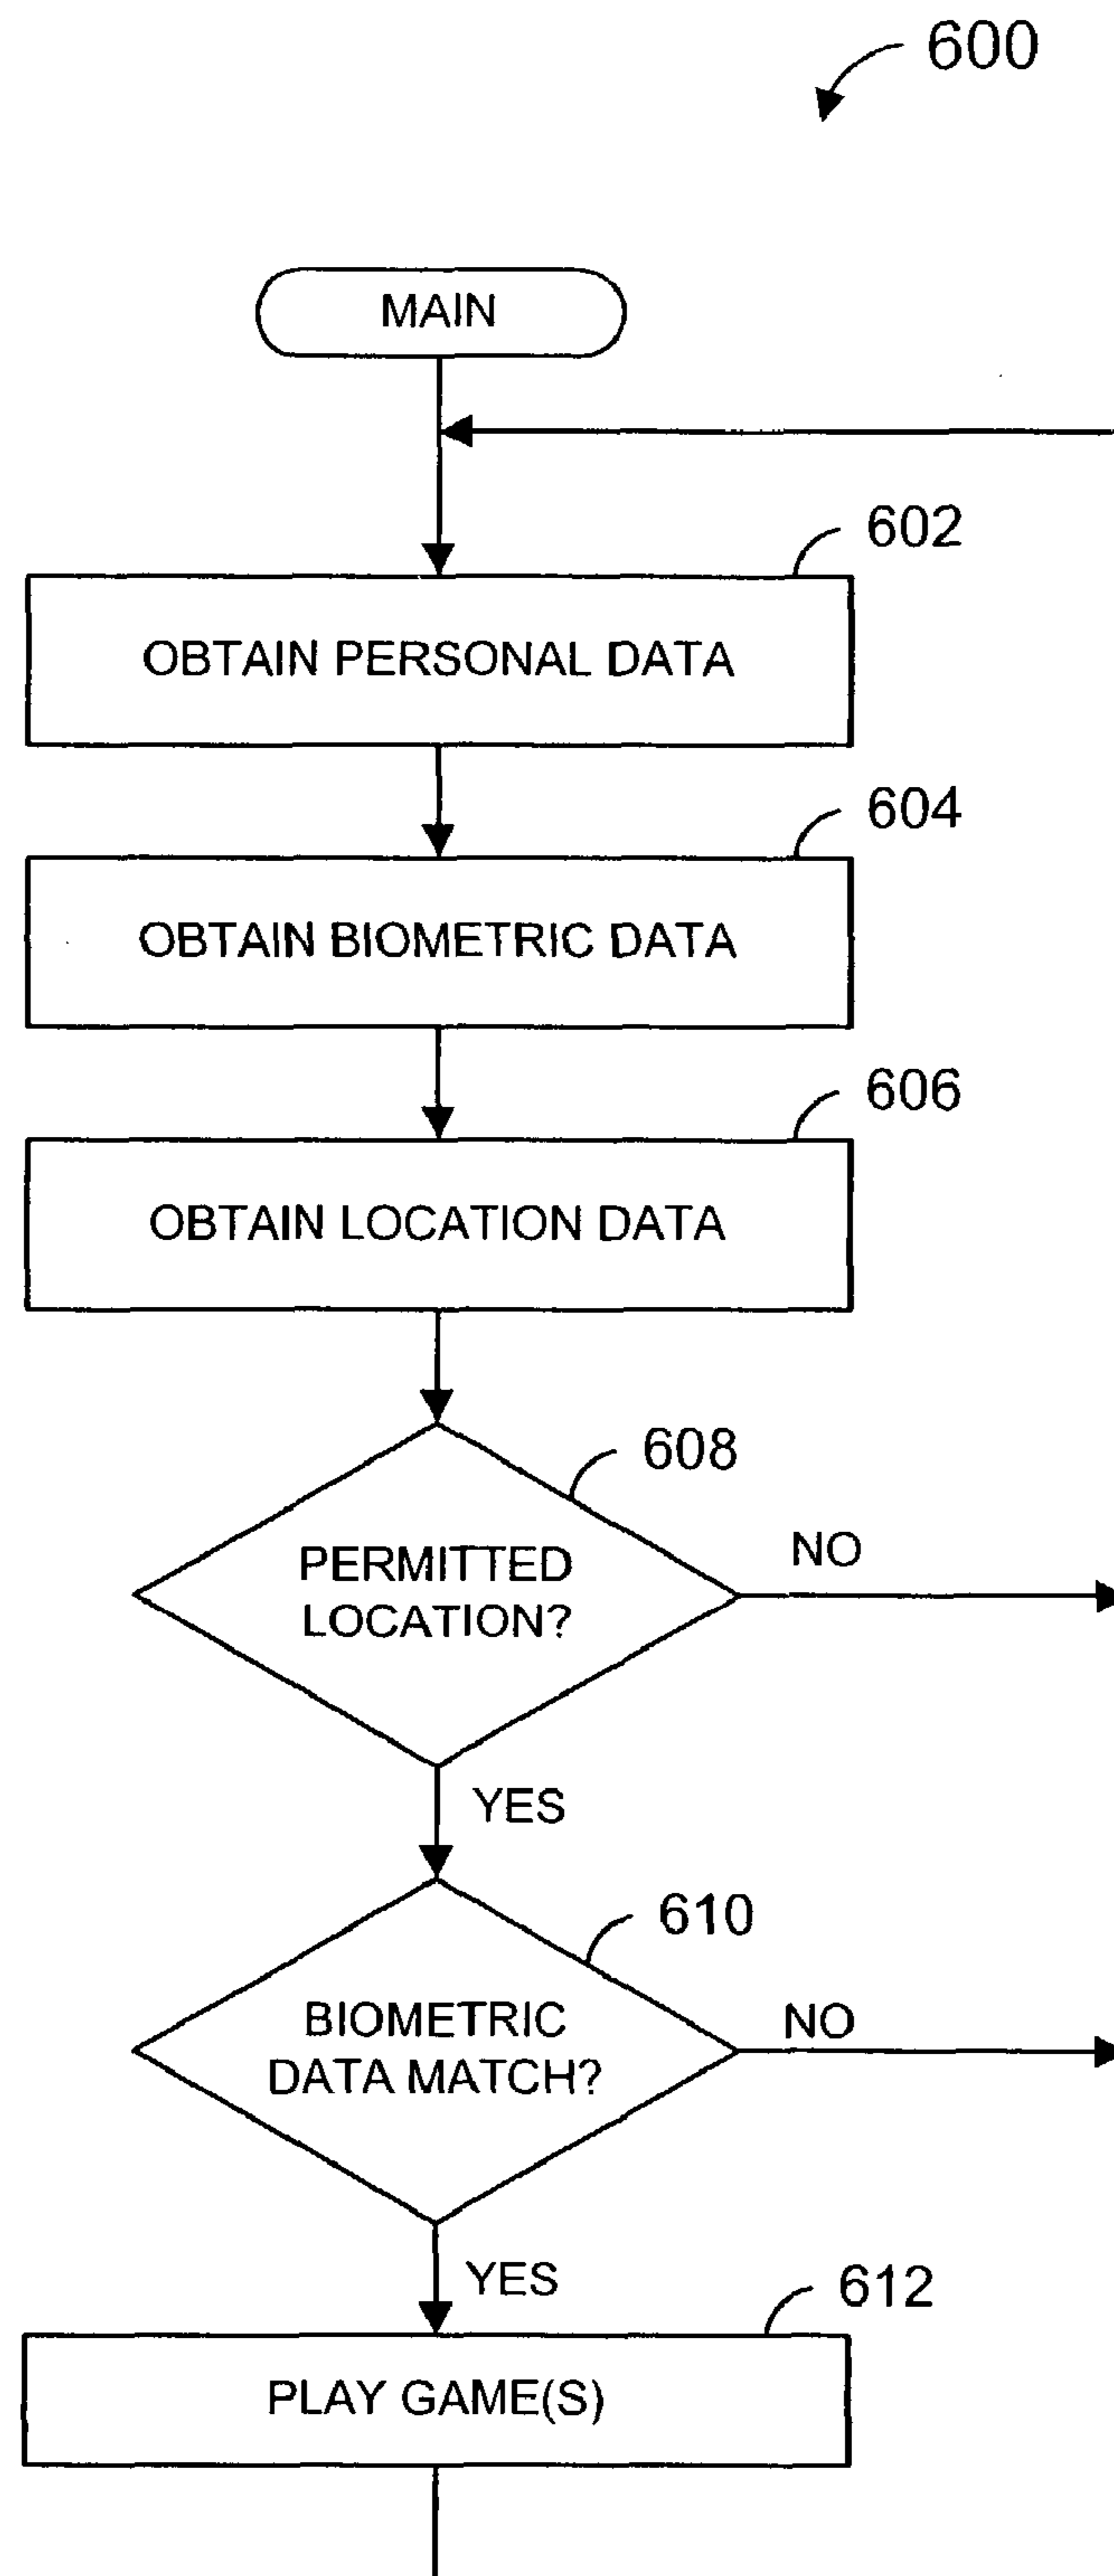 600
MAIN
602
OBTAIN PERSONAL DATA
604
OBTAIN BIOMETRIC DATA
606
OBTAIN LOCATION DATA
608
PERMITTED
LOCATION?
NO
YES
610
BIOMETRIC
DATA MATCH?
NO
YES
612
PLAY GAME(S)